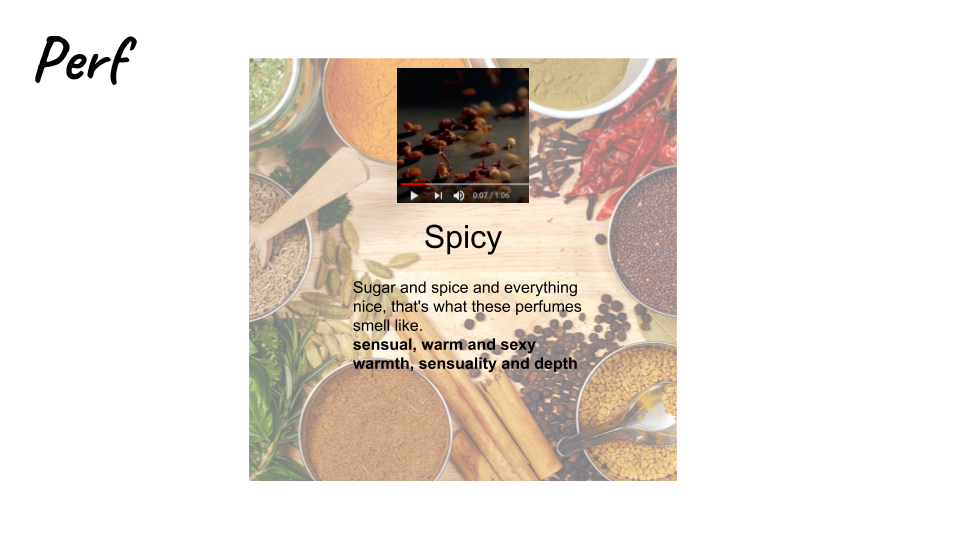 Perf
0:07 / 1:06
Spicy
Sugar and spice and everything
nice, that's what these perfumes
smell like.
sensual, warm and sexy
warmth, sensuality and depth